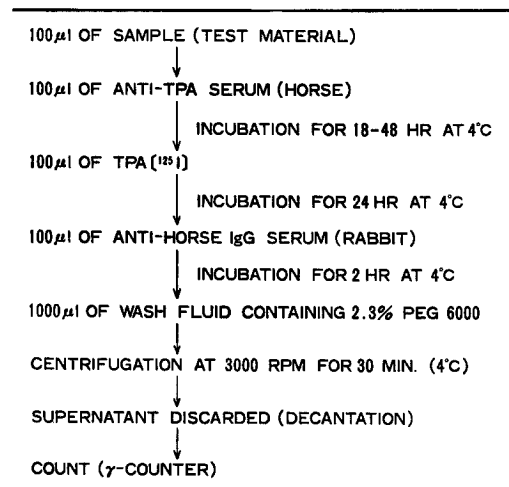 100μl OF SAMPLE (TEST MATERIAL)
100μl OF ANTI-TPA SERUM (HORSE)
INCUBATION FOR 18-48 HR AT 4°C
100μl OF TPA [¹²⁵I]
INCUBATION FOR 24 HR AT 4°C
100μl OF ANTI-HORSE IgG SERUM (RABBIT)
INCUBATION FOR 2 HR AT 4°C
1000μl OF WASH FLUID CONTAINING 2.3% PEG 6000
CENTRIFUGATION AT 3000 RPM FOR 30 MIN. (4°C)
SUPERNATANT DISCARDED (DECANTATION)
COUNT (γ-COUNTER)